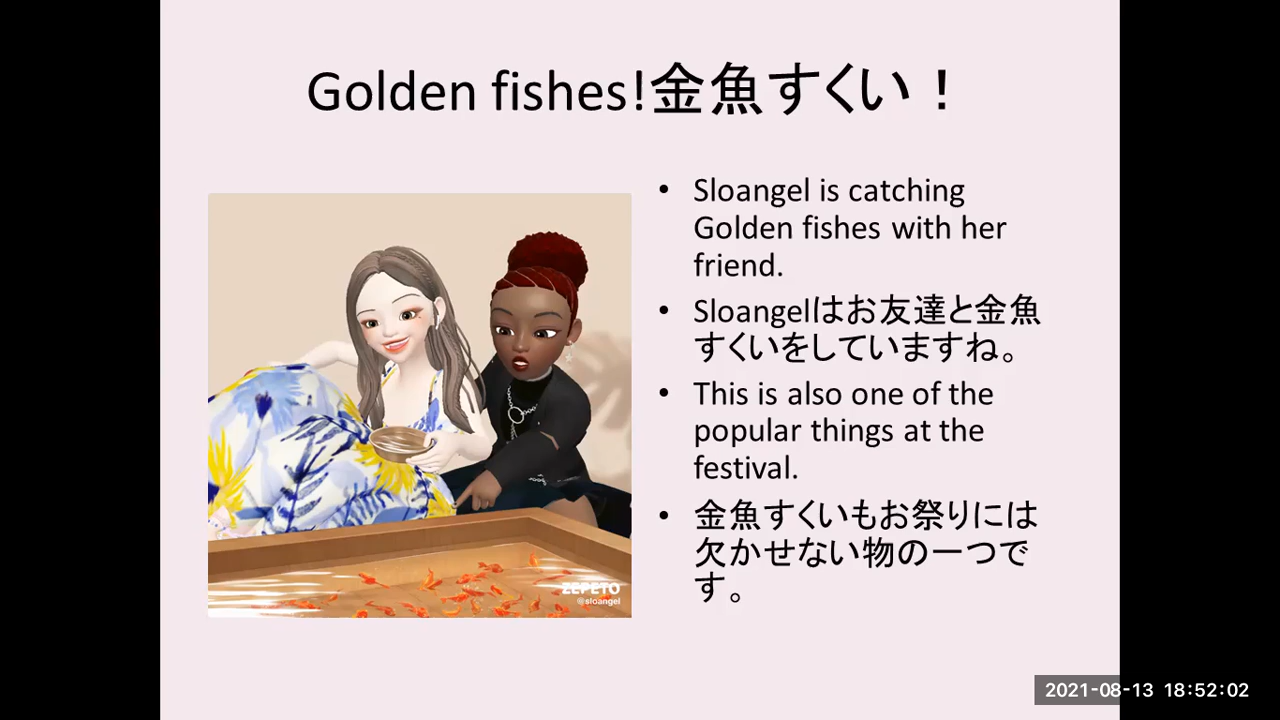 Golden fishes!金魚すくい！
• Sloangel is catching
Golden fishes with her
friend.
• Sloangelはお友達と金魚
すくいをしていますね。
• This is also one of the
popular things at the
festival.
• 金魚すくいもお祭りには
欠かせない物の一つで
す。
ZEPETO
@sloangel
2021-08-13 18:52:02